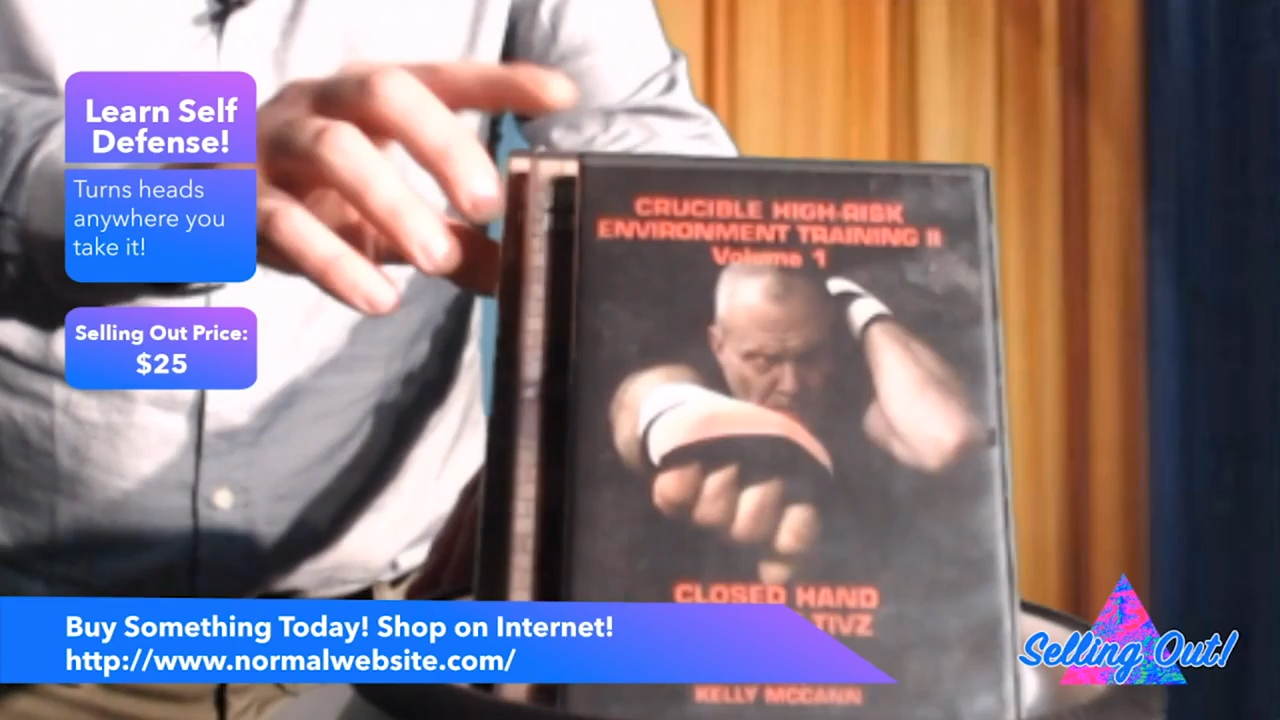 Learn Self
Defense!
Turns heads
anywhere you
take it!
Selling Out Price:
$25
CRUCIBLE HIGH-RISK
ENVIRONMENT TRAINING II
Volume 1
CLOSED HAND
TIVZ
KELLY MCCANN
Buy Something Today! Shop on Internet!
http://www.normalwebsite.com/
Selling Out!